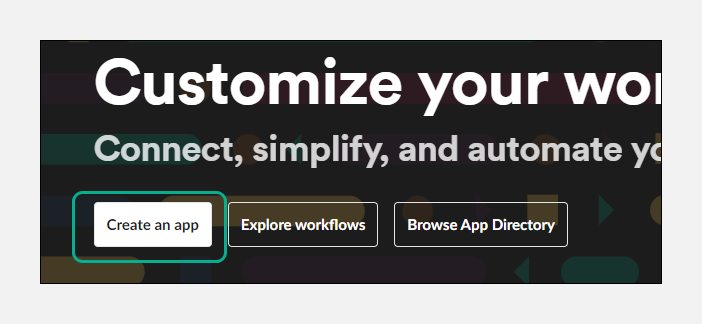 Customize your wor
Connect, simplify, and automate yo
Create an app
Explore workflows
Browse App Directory